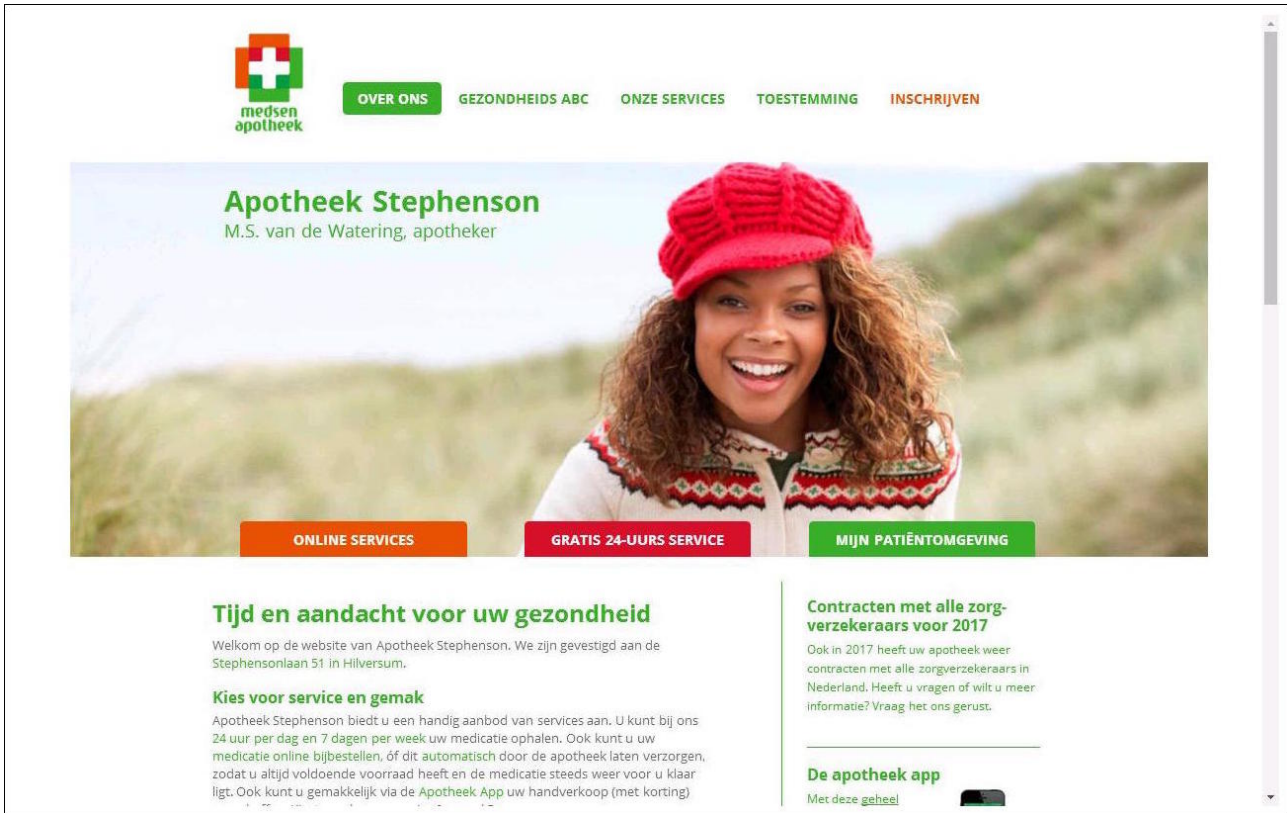 medsen
apotheek
OVER ONS
GEZONDHEIDS ABC
ONZE SERVICES
TOESTEMMING
INSCHRIJVEN
Apotheek Stephenson
M.S. van de Watering, apotheker
ONLINE SERVICES
GRATIS 24-UURS SERVICE
MIJN PATIËNTOMGEVING
Tijd en aandacht voor uw gezondheid
Welkom op de website van Apotheek Stephenson. We zijn gevestigd aan de
Stephensonlaan 51 in Hilversum.
Kies voor service en gemak
Apotheek Stephenson biedt u een handig aanbod van services aan. U kunt bij ons
24 uur per dag en 7 dagen per week uw medicatie ophalen. Ook kunt u uw
medicatie online bijbestellen, óf dit automatisch door de apotheek laten verzorgen,
zodat u altijd voldoende voorraad heeft en de medicatie steeds weer voor u klaar
ligt. Ook kunt u gemakkelijk via de Apotheek App uw handverkoop (met korting)
Contracten met alle zorg-
verzekeraars voor 2017
Ook in 2017 heeft uw apotheek weer
contracten met alle zorgverzekeraars in
Nederland. Heeft u vragen of wilt u meer
informatie? Vraag het ons gerust.
De apotheek app
Met deze geheel